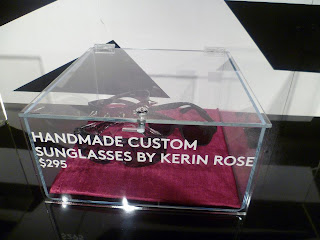 HANDMADE CUSTOM
SUNGLASSES BY KERIN ROSE
$295